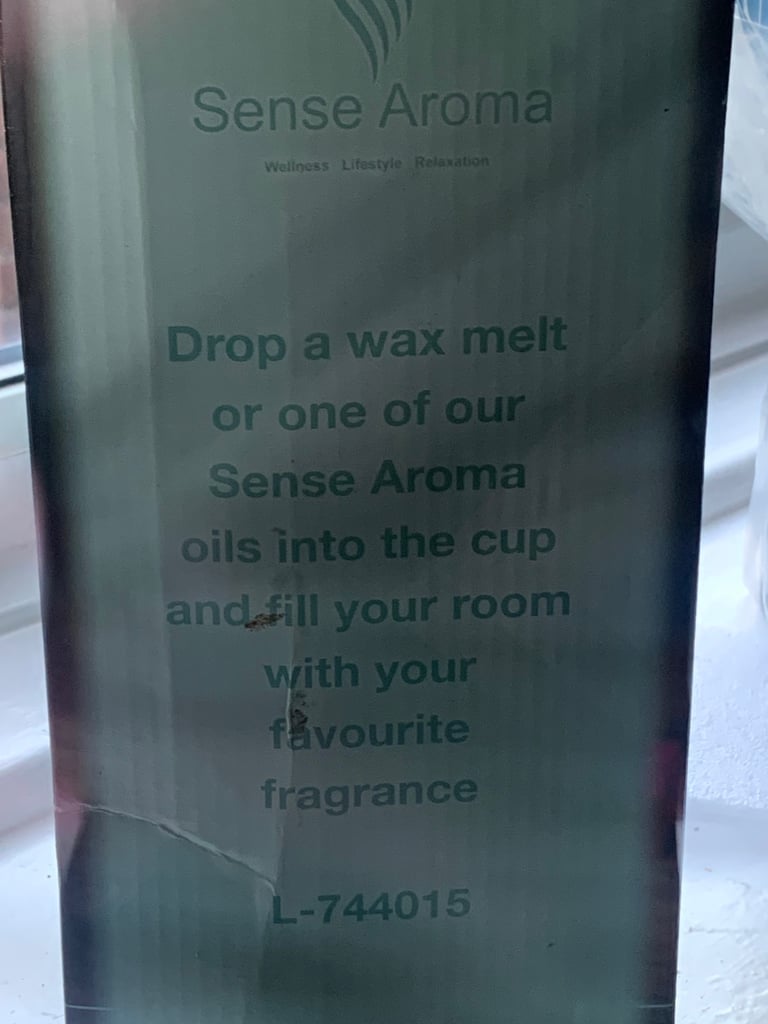 Sense Aroma
Wellness Lifestyle Relaxation
Drop a wax melt
or one of our
Sense Aroma
oils into the cup
and fill your room
with your
favourite
fragrance
L-744015